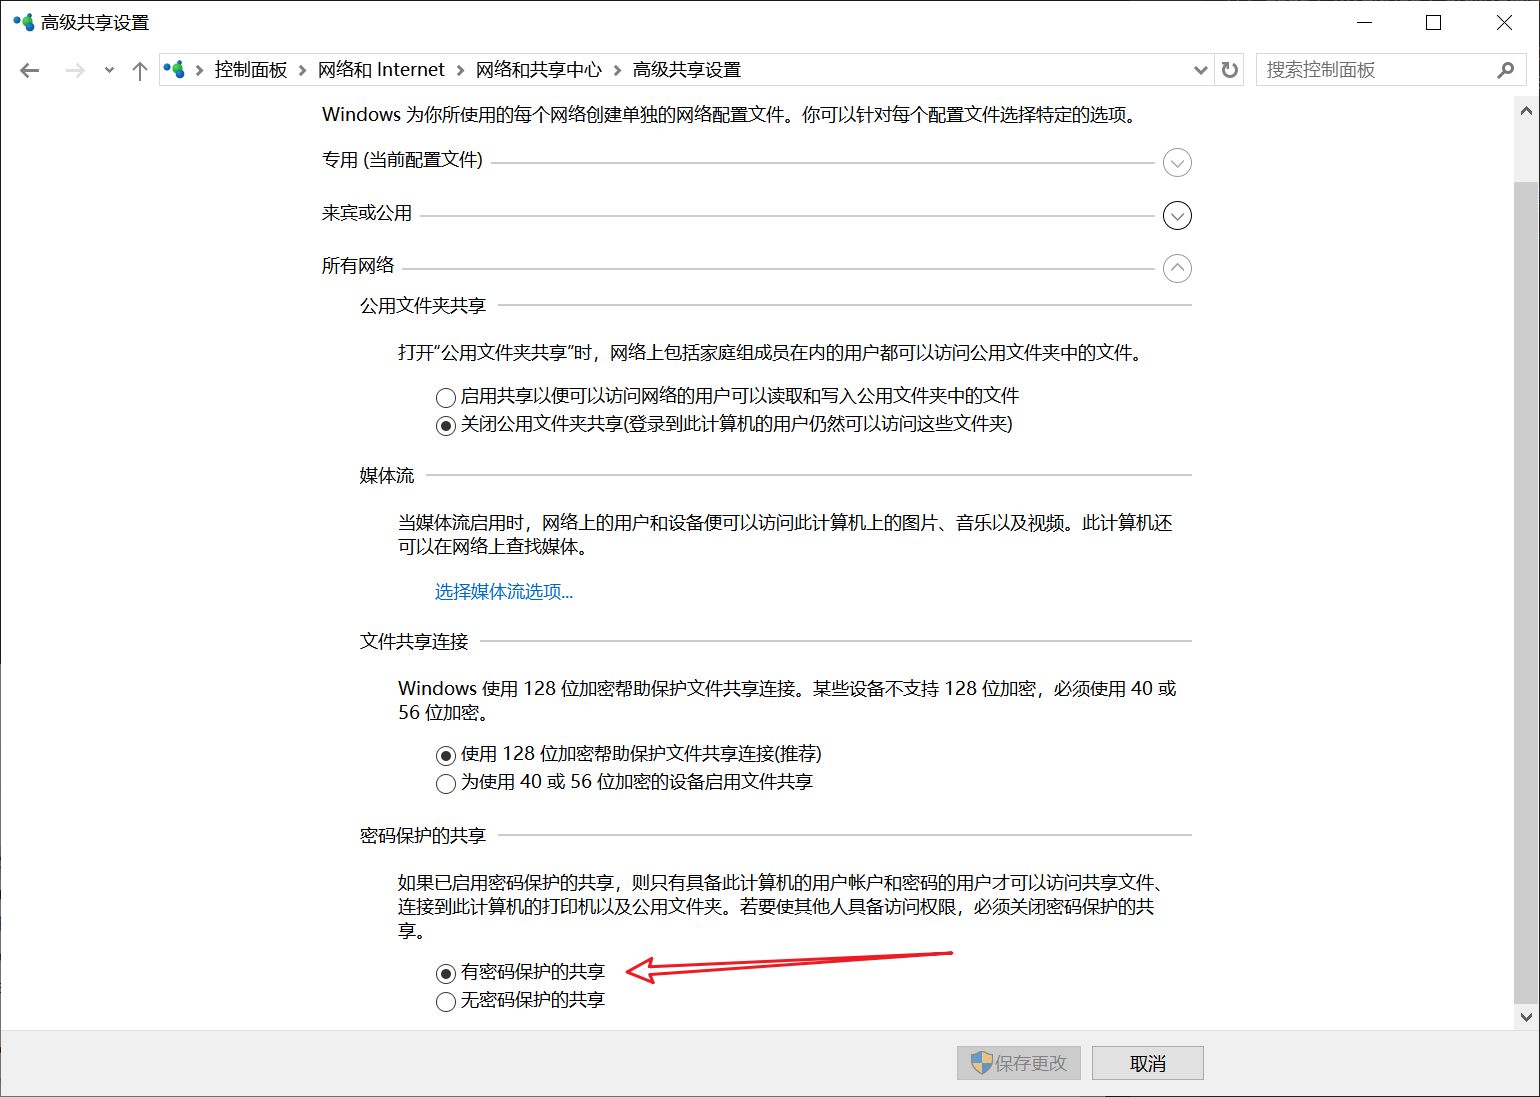 高级共享设置
控制面板 网络和 Internet 网络和共享中心 高级共享设置
搜索控制面板
Windows 为你所使用的每个网络创建单独的网络配置文件。你可以针对每个配置文件选择特定的选项。
专用 (当前配置文件)
来宾或公用
所有网络
公用文件夹共享
打开“公用文件夹共享”时，网络上包括家庭组成员在内的用户都可以访问公用文件夹中的文件。
启用共享以便可以访问网络的用户可以读取和写入公用文件夹中的文件
关闭公用文件夹共享(登录到此计算机的用户仍然可以访问这些文件夹)
媒体流
当媒体流启用时，网络上的用户和设备便可以访问此计算机上的图片、音乐以及视频。此计算机还
可以在网络上查找媒体。
选择媒体流选项...
文件共享连接
Windows 使用 128 位加密帮助保护文件共享连接。某些设备不支持 128 位加密，必须使用 40 或
56 位加密。
使用 128 位加密帮助保护文件共享连接(推荐)
为使用 40 或 56 位加密的设备启用文件共享
密码保护的共享
如果已启用密码保护的共享，则只有具备此计算机的用户帐户和密码的用户才可以访问共享文件、
连接到此计算机的打印机以及公用文件夹。若要使其他人具备访问权限，必须关闭密码保护的共
享。
有密码保护的共享
无密码保护的共享
保存更改
取消